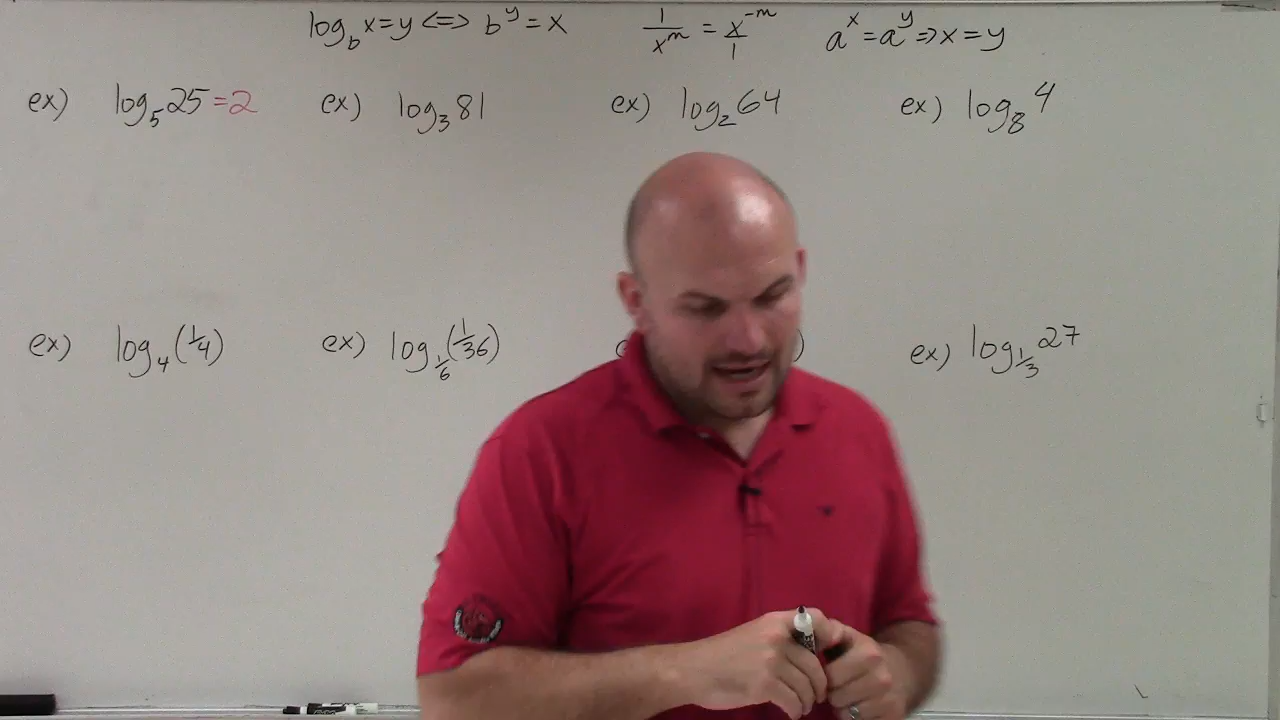 log_b x = y <=> b^y = x    1/x^m = x^-m/1    a^x = a^y => x = y
ex) log_5 25 = 2    ex) log_3 81    ex) log_2 64    ex) log_8 4
ex) log_4 (1/4)    ex) log_1/6 (1/36)    )    ex) log_1/3 27